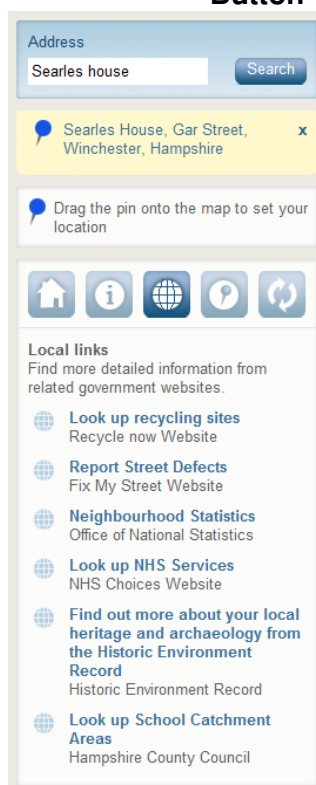 Button
Address
Searles house
Search
Searles House, Gar Street, x
Winchester, Hampshire
Drag the pin onto the map to set your
location
Local links
Find more detailed information from
related government websites.
Look up recycling sites
Recycle now Website
Report Street Defects
Fix My Street Website
Neighbourhood Statistics
Office of National Statistics
Look up NHS Services
NHS Choices Website
Find out more about your local
heritage and archaeology from
the Historic Environment
Record
Historic Environment Record
Look up School Catchment
Areas
Hampshire County Council